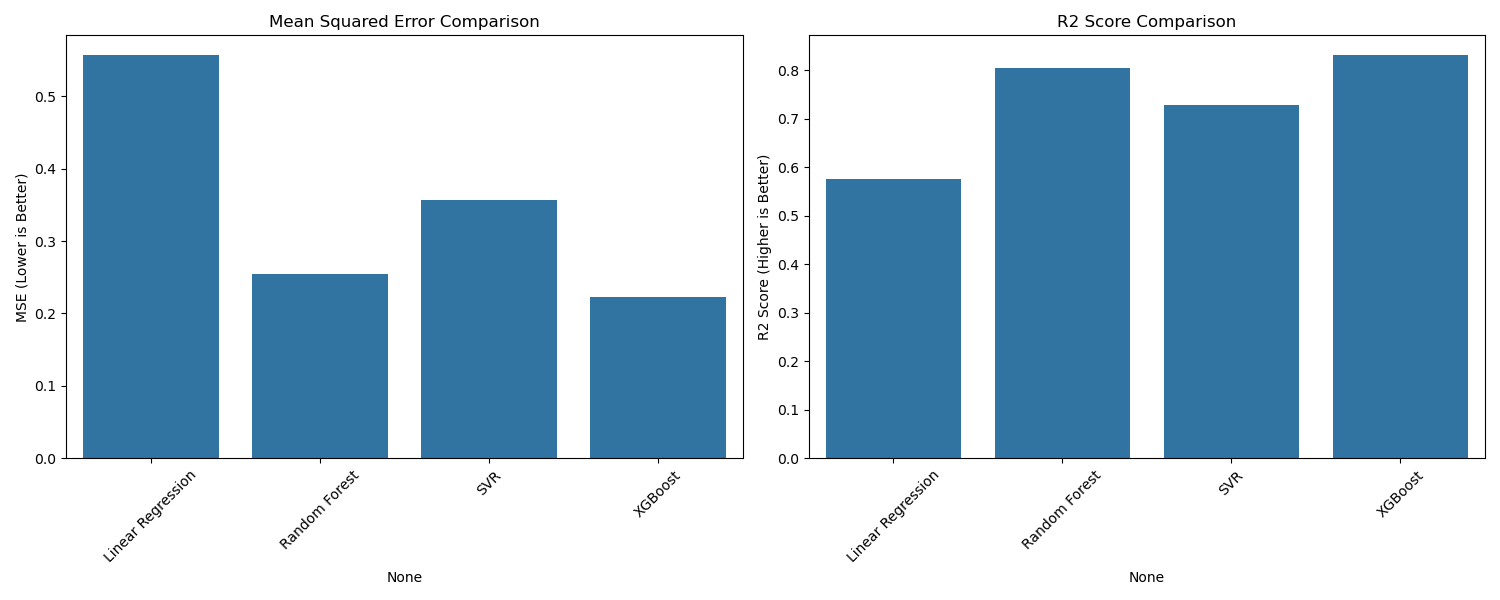 Mean Squared Error Comparison
MSE (Lower is Better)
0.5
0.4
0.3
0.2
0.1
0.0
Linear Regression
Random Forest
SVR
XGBoost
None
R2 Score Comparison
R2 Score (Higher is Better)
0.8
0.7
0.6
0.5
0.4
0.3
0.2
0.1
0.0
Linear Regression
Random Forest
SVR
XGBoost
None